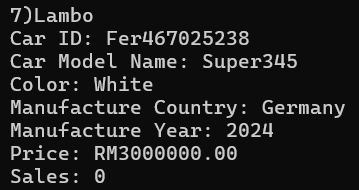 7)Lambo
Car ID: Fer467025238
Car Model Name: Super345
Color: White
Manufacture Country: Germany
Manufacture Year: 2024
Price: RM3000000.00
Sales: 0